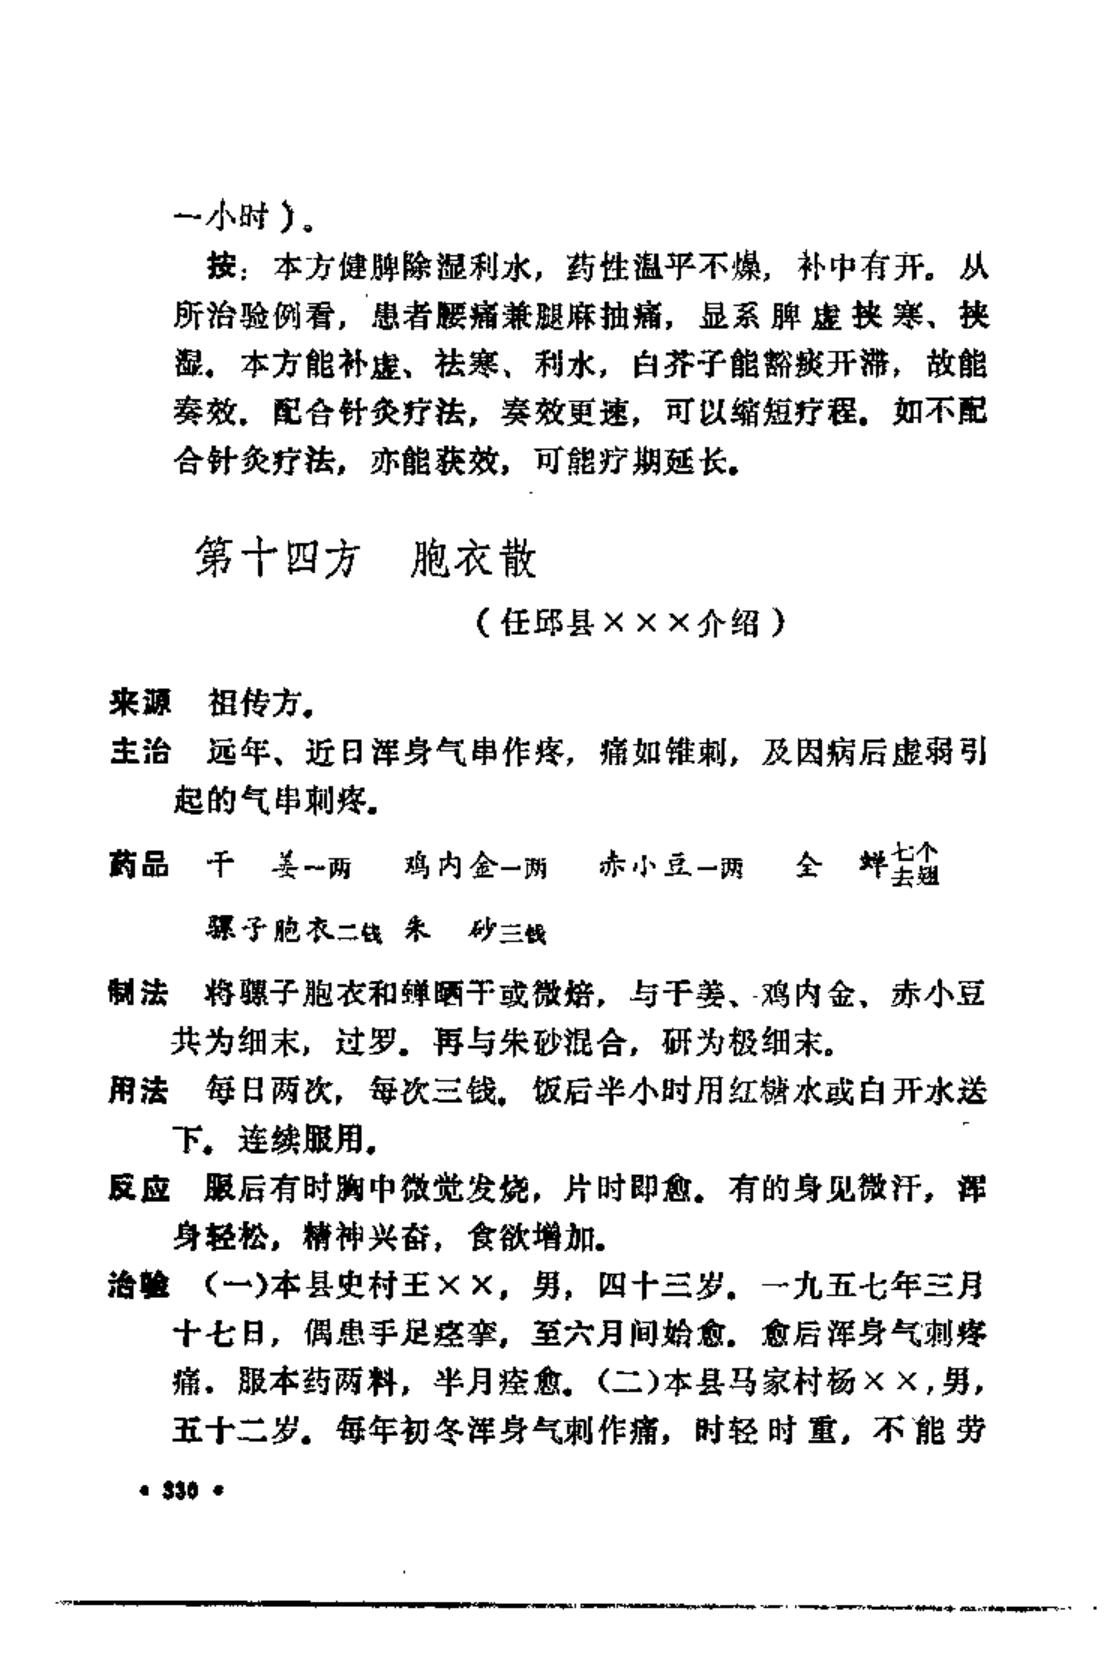 一小时）。
按：本方健脾除湿利水，药性温平不燥，补中有开。从
所治验例看，患者腰痛兼腿麻抽痛，显系脾虚挟寒、挟
湿。本方能补虚、祛寒、利水，白芥子能豁痰开滞，故能
奏效。配合针灸疗法，奏效更速，可以缩短疗程。如不配
合针灸疗法，亦能获效，可能疗期延长。
第十四方 胞衣散
（任邱县×××介绍）
来源 祖传方。
主治 远年、近日浑身气串作疼，痛如锥刺，及因病后虚弱引
起的气串刺疼。
药品 干 姜一两 鸡内金一两 赤小豆一两 全 蝉七个去翅
骡子胞衣二钱 朱 砂三钱
制法 将骡子胞衣和蝉晒干或微焙，与干姜、鸡内金、赤小豆
共为细末，过罗。再与朱砂混合，研为极细末。
用法 每日两次，每次三钱。饭后半小时用红糖水或白开水送
下。连续服用。
反应 服后有时胸中微觉发烧，片时即愈。有的身见微汗，浑
身轻松，精神兴奋，食欲增加。
治验 （一）本县史村王××，男，四十三岁。一九五七年三月
十七日，偶患手足痉挛，至六月间始愈。愈后浑身气刺疼
痛。服本药两料，半月痊愈。（二）本县马家村杨××，男，
五十二岁。每年初冬浑身气刺作痛，时轻时重，不能劳
• 330 •